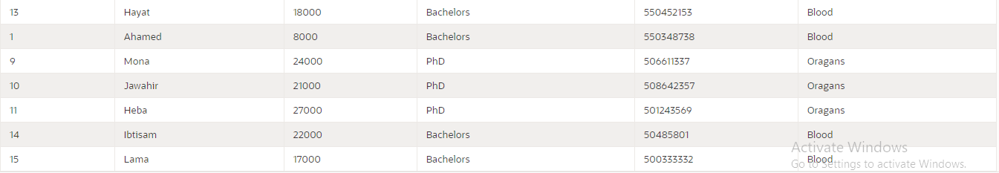 13 Hayat 18000 Bachelors 550452153 Blood
1 Ahamed 8000 Bachelors 550348738 Blood
9 Mona 24000 PhD 506611337 Oragans
10 Jawahir 21000 PhD 508642357 Oragans
11 Heba 27000 PhD 501243569 Oragans
14 Ibtisam 22000 Bachelors 50485801 Blood
Activate Windows
15 Lama 17000 Bachelors 500333332 Blood
Go to Settings to activate Windows.